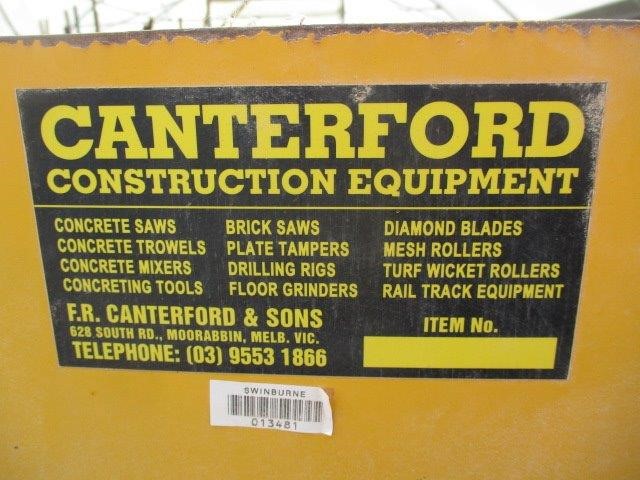 CANTERFORD
CONSTRUCTION EQUIPMENT
CONCRETE SAWS
CONCRETE TROWELS
CONCRETE MIXERS
CONCRETING TOOLS
BRICK SAWS
PLATE TAMPERS
DRILLING RIGS
FLOOR GRINDERS
DIAMOND BLADES
MESH ROLLERS
TURF WICKET ROLLERS
RAIL TRACK EQUIPMENT
F.R. CANTERFORD & SONS
628 SOUTH RD., MOORABBIN, MELB. VIC.
TELEPHONE: (03) 9553 1866
ITEM No.
SWINBURNE
013481